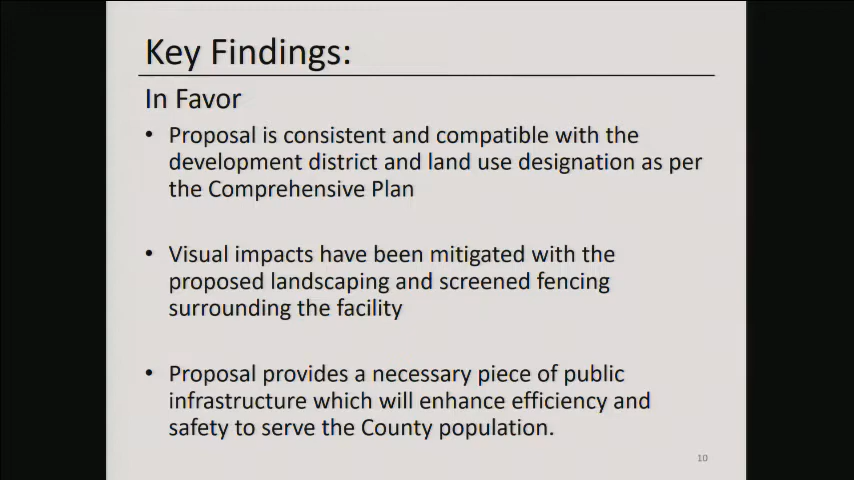 Key Findings:
In Favor
• Proposal is consistent and compatible with the
development district and land use designation as per
the Comprehensive Plan
• Visual impacts have been mitigated with the
proposed landscaping and screened fencing
surrounding the facility
• Proposal provides a necessary piece of public
infrastructure which will enhance efficiency and
safety to serve the County population.
10